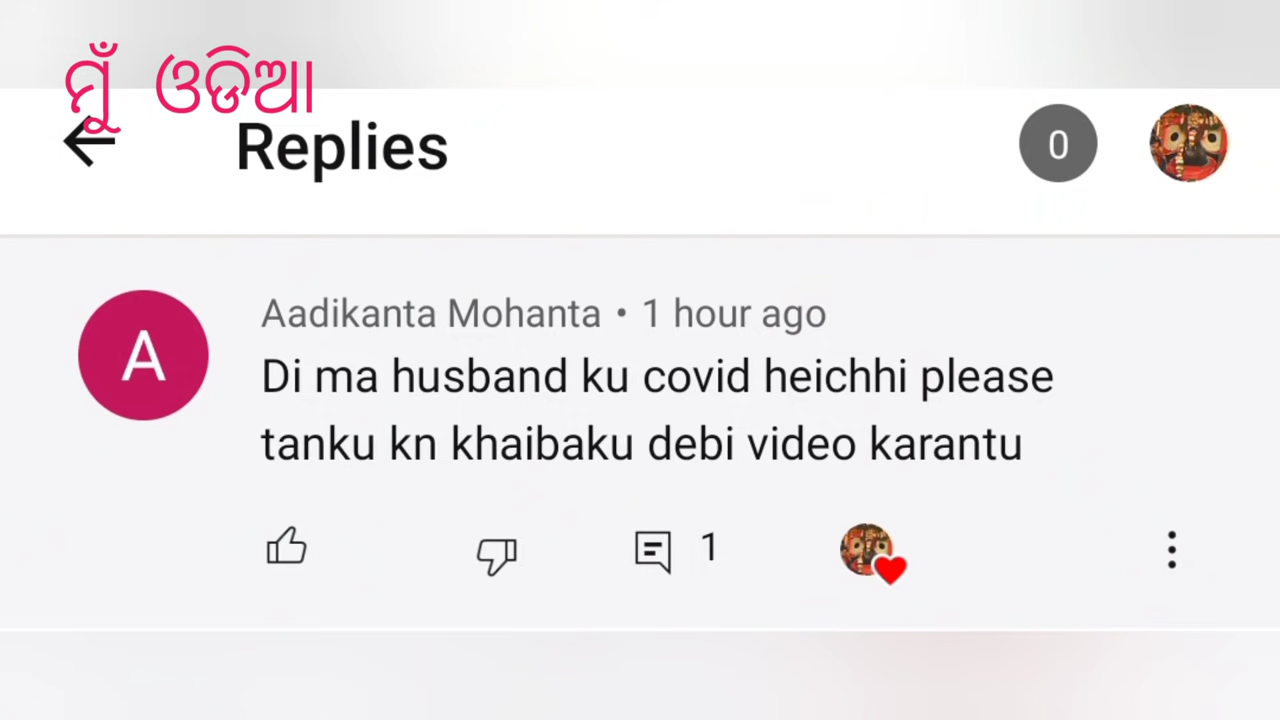 ମୁଁ ଓଡିଆ
Replies
0
A
Aadikanta Mohanta • 1 hour ago
Di ma husband ku covid heichhi please
tanku kn khaibaku debi video karantu
1